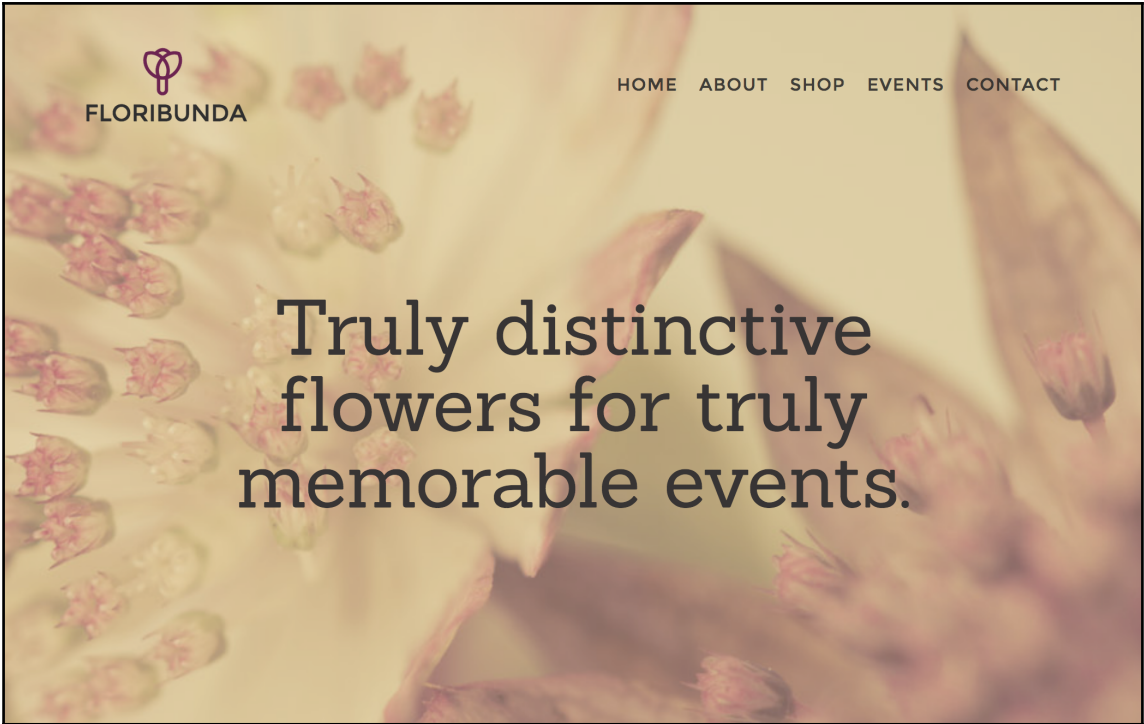 FLORIBUNDA
HOME ABOUT SHOP EVENTS CONTACT
Truly distinctive
flowers for truly
memorable events.